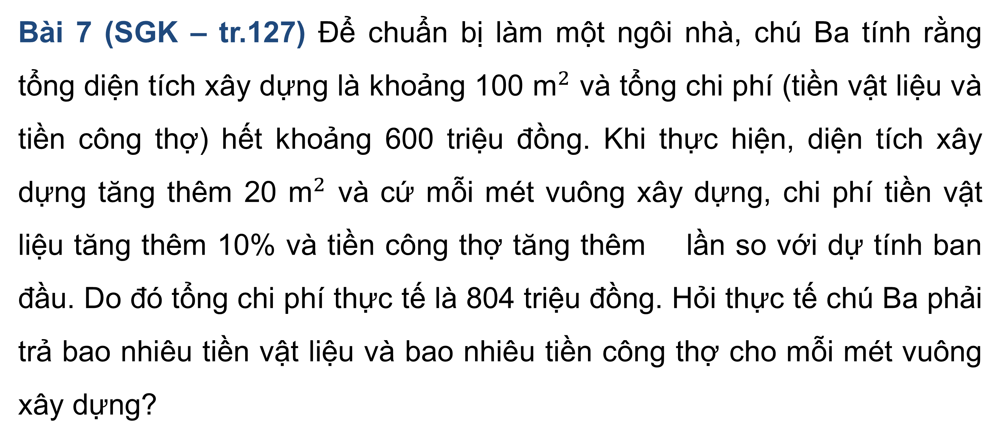 Bài 7 (SGK – tr.127) Để chuẩn bị làm một ngôi nhà, chú Ba tính rằng
tổng diện tích xây dựng là khoảng 100 m² và tổng chi phí (tiền vật liệu và
tiền công thợ) hết khoảng 600 triệu đồng. Khi thực hiện, diện tích xây
dựng tăng thêm 20 m² và cứ mỗi mét vuông xây dựng, chi phí tiền vật
liệu tăng thêm 10% và tiền công thợ tăng thêm lần so với dự tính ban
đầu. Do đó tổng chi phí thực tế là 804 triệu đồng. Hỏi thực tế chú Ba phải
trả bao nhiêu tiền vật liệu và bao nhiêu tiền công thợ cho mỗi mét vuông
xây dựng?